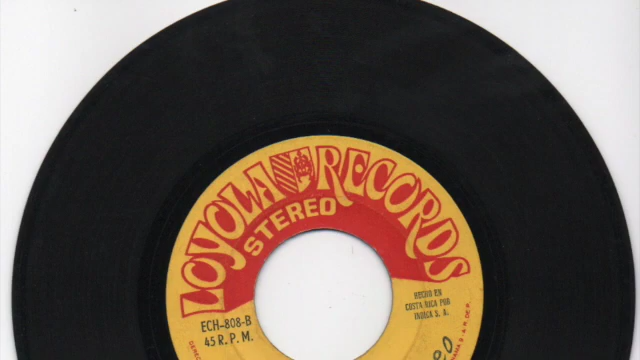 LOYOLA RECORDS
STEREO
ECH-808-B
45 R. P. M.
HECHO EN
COSTA RICA POR
INDICA S. A.